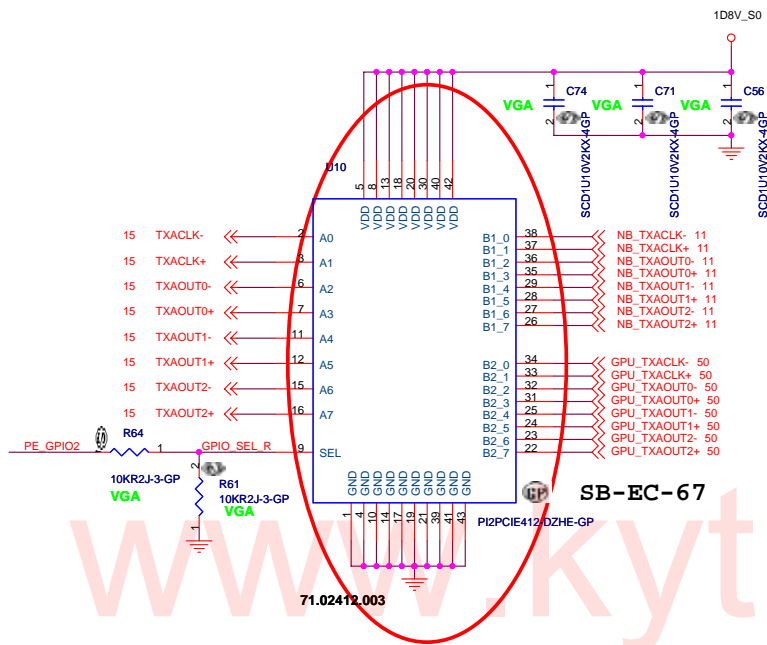 1D8V_S0
1 C74
VGA
2
SCD1U10V2KX-4GP
1 C71
VGA
2
SCD1U10V2KX-4GP
1 C56
VGA
2
SCD1U10V2KX-4GP
U10
5 8 13 18 20 30 40 42
VDD VDD VDD VDD VDD VDD VDD VDD
15 TXACLK- 2 A0
15 TXACLK+ 3 A1
15 TXAOUT0- 6 A2
15 TXAOUT0+ 7 A3
15 TXAOUT1- 11 A4
15 TXAOUT1+ 12 A5
15 TXAOUT2- 15 A6
15 TXAOUT2+ 16 A7
B1_0 38 NB_TXACLK- 11
B1_1 37 NB_TXACLK+ 11
B1_2 36 NB_TXAOUT0- 11
B1_3 35 NB_TXAOUT0+ 11
B1_4 29 NB_TXAOUT1- 11
B1_5 28 NB_TXAOUT1+ 11
B1_6 27 NB_TXAOUT2- 11
B1_7 26 NB_TXAOUT2+ 11
B2_0 34 GPU_TXACLK- 50
B2_1 33 GPU_TXACLK+ 50
B2_2 32 GPU_TXAOUT0- 50
B2_3 31 GPU_TXAOUT0+ 50
B2_4 25 GPU_TXAOUT1- 50
B2_5 24 GPU_TXAOUT1+ 50
B2_6 23 GPU_TXAOUT2- 50
B2_7 22 GPU_TXAOUT2+ 50
PE_GPIO2
R64
1
10KR2J-3-GP
VGA
GPIO_SEL_R 9 SEL
2
R61
10KR2J-3-GP
VGA
1
GND GND GND GND GND GND GND GND GND GND
1 4 10 14 17 19 21 39 41 43
GP
SB-EC-67
PI2PCIE412-DZHE-GP
71.02412.003
www.kyt